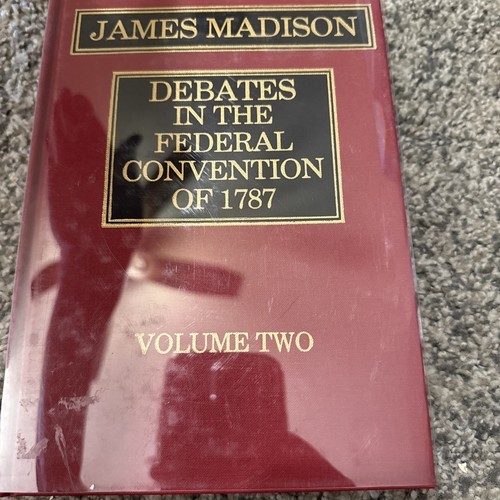 JAMES MADISON
DEBATES
IN THE
FEDERAL
CONVENTION
OF 1787
VOLUME TWO